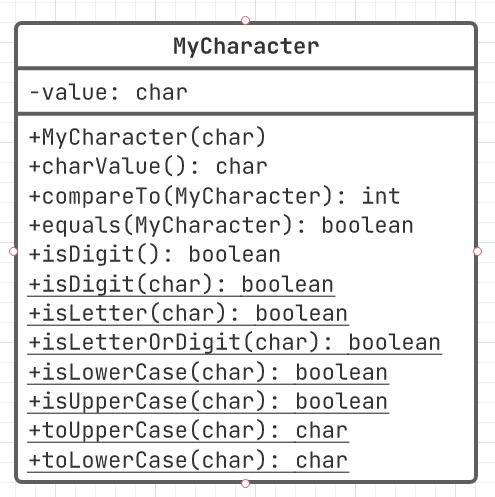 MyCharacter
-value: char
+MyCharacter(char)
+charValue(): char
+compareTo(MyCharacter): int
+equals(MyCharacter): boolean
+isDigit(): boolean
+isDigit(char): boolean
+isLetter(char): boolean
+isLetterOrDigit(char): boolean
+isLowerCase(char): boolean
+isUpperCase(char): boolean
+toUpperCase(char): char
+toLowerCase(char): char